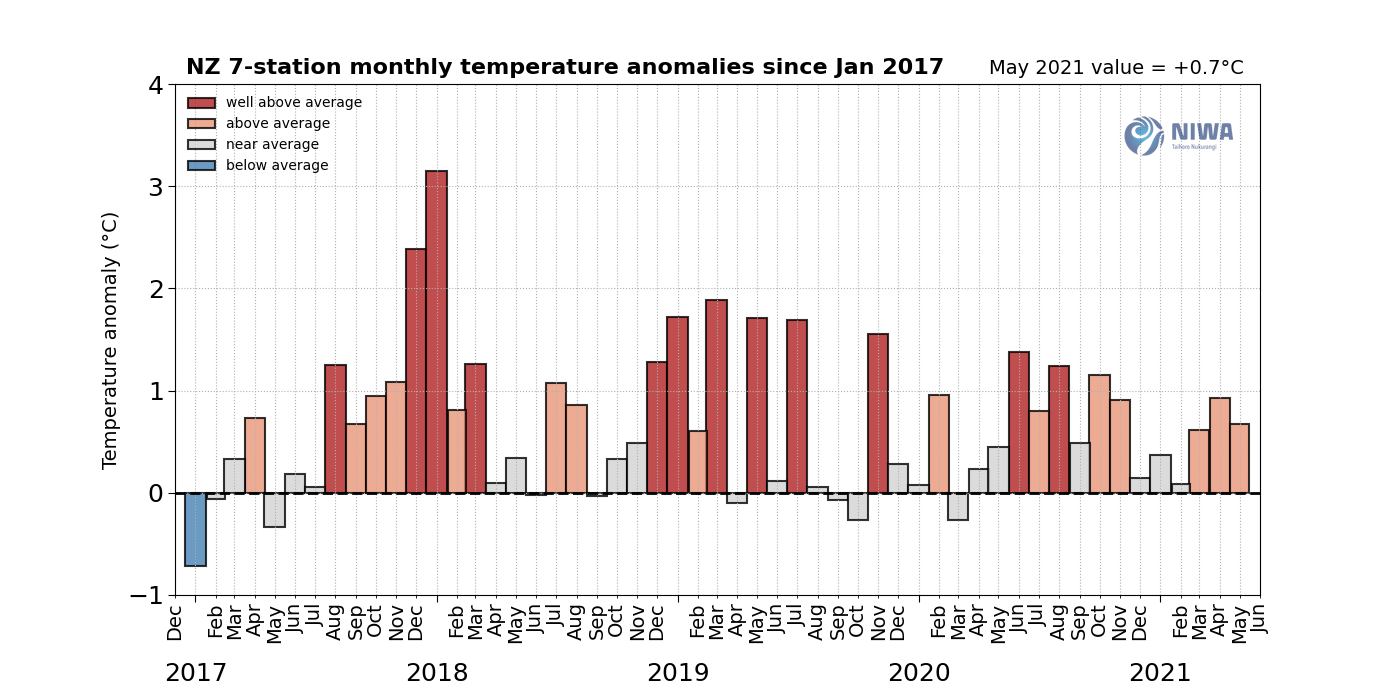 NZ 7-station monthly temperature anomalies since Jan 2017
May 2021 value = +0.7°C
well above average
above average
near average
below average
NIWA
Taihoro Nukurangi
Temperature anomaly (°C)
4
3
2
1
0
−1
Dec Feb Mar Apr May Jun Jul Aug Sep Oct Nov Dec Feb Mar Apr May Jun Jul Aug Sep Oct Nov Dec Feb Mar Apr May Jun Jul Aug Sep Oct Nov Dec Feb Mar Apr May Jun Jul Aug Sep Oct Nov Dec Feb Mar Apr May Jun
2017 2018 2019 2020 2021